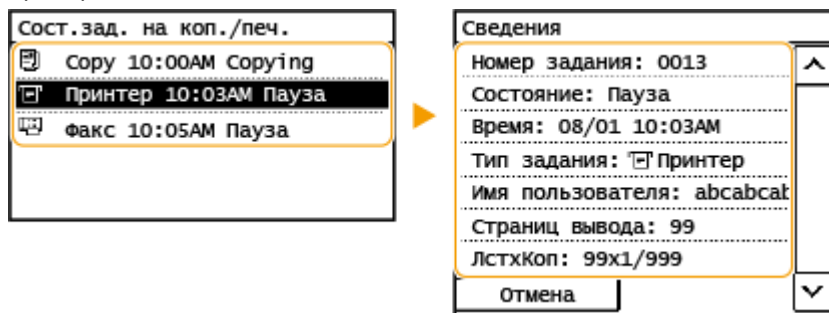 Сост.зад. на коп./печ.
Copy 10:00AM Copying
Принтер 10:03AM Пауза
Факс 10:05AM Пауза
Сведения
Номер задания: 0013
Состояние: Пауза
Время: 08/01 10:03AM
Тип задания: Принтер
Имя пользователя: abcabcab
Страниц вывода: 99
ЛстхКоп: 99x1/999
Отмена